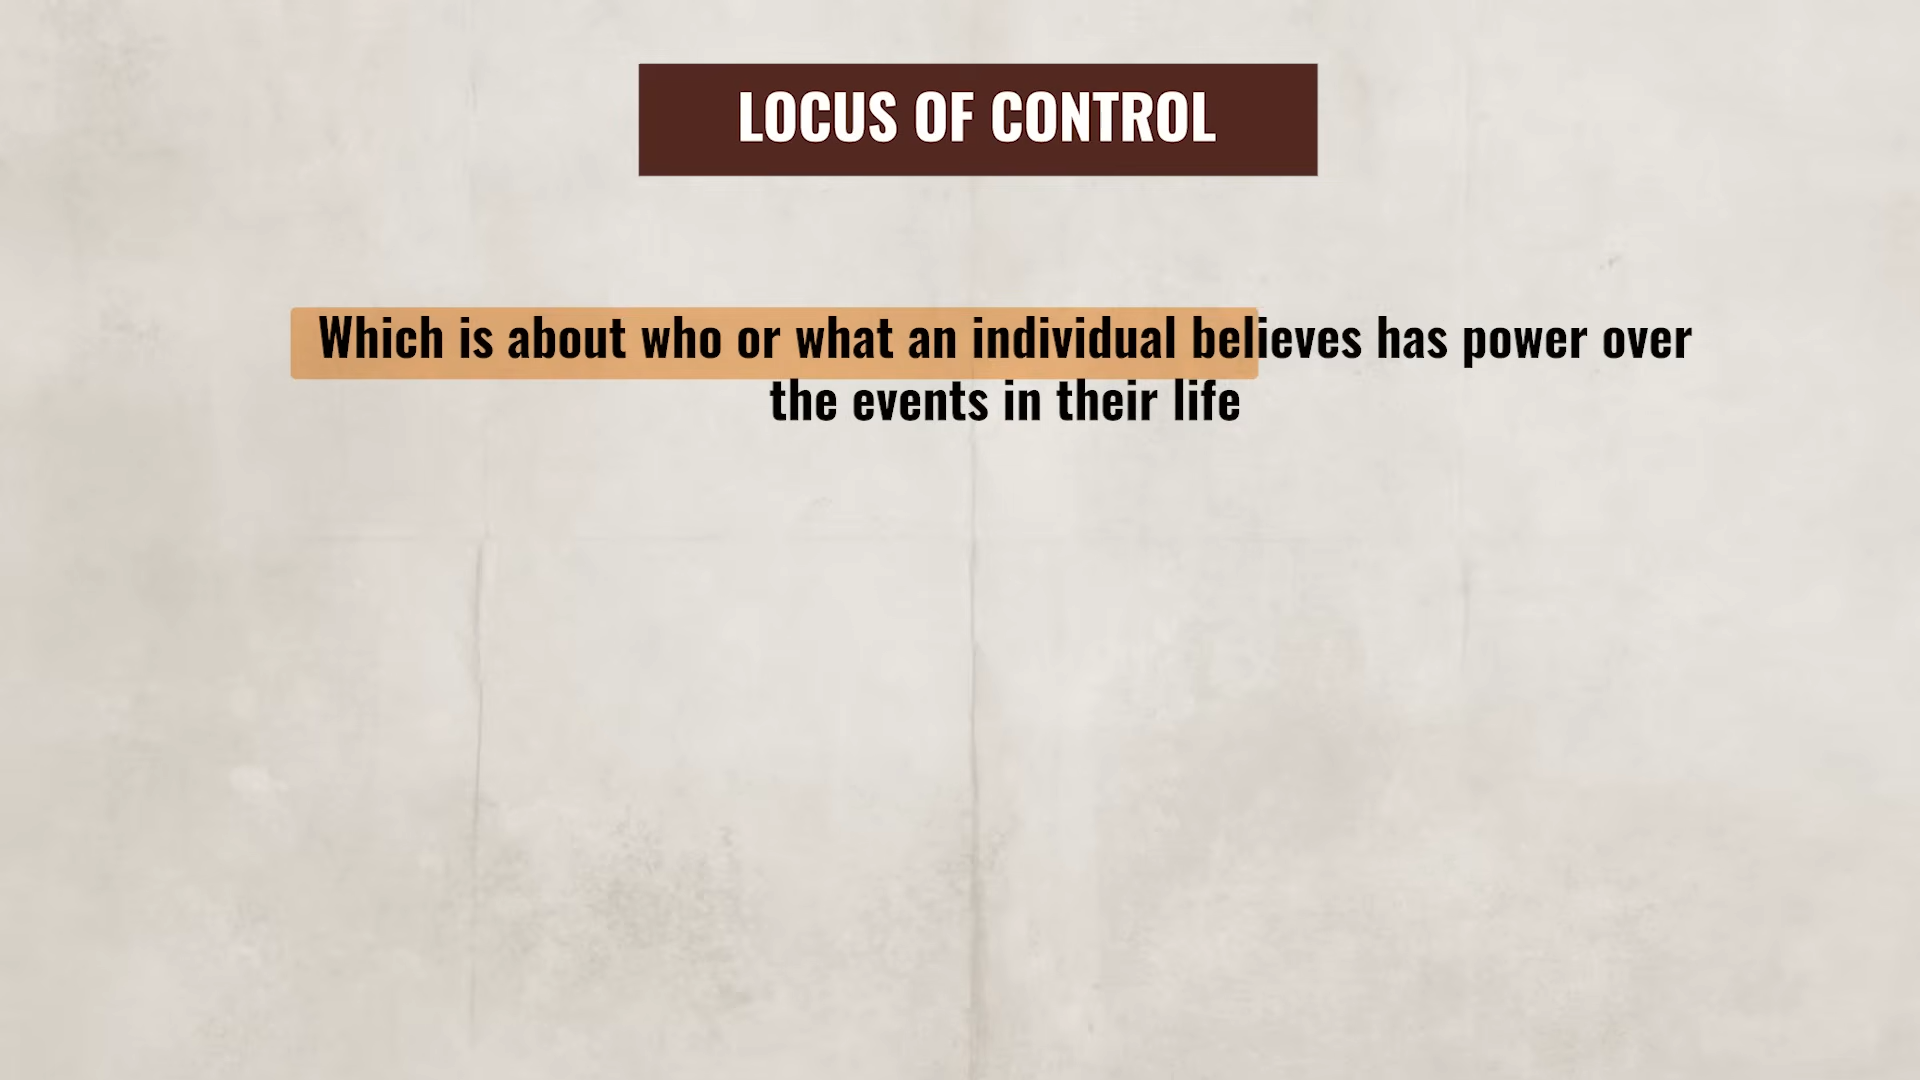 LOCUS OF CONTROL
Which is about who or what an individual believes has power over
the events in their life